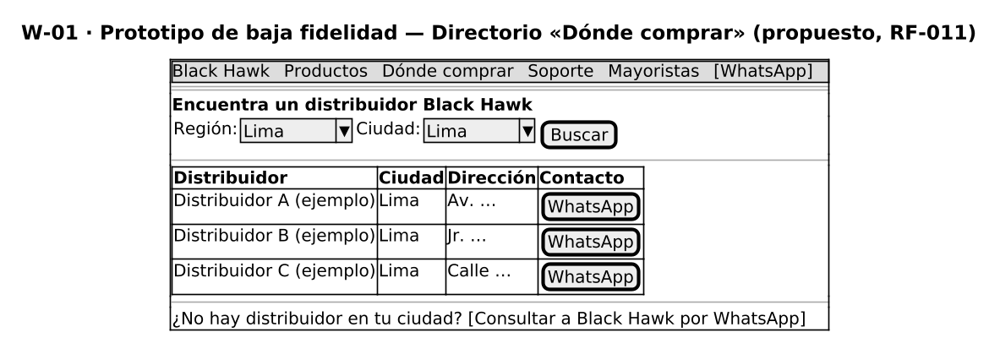 W-01 · Prototipo de baja fidelidad — Directorio «Dónde comprar» (propuesto, RF-011)
Black Hawk Productos Dónde comprar Soporte Mayoristas [WhatsApp]
Encuentra un distribuidor Black Hawk
Región: Lima ▼ Ciudad: Lima ▼ Buscar
Distribuidor Ciudad Dirección Contacto
Distribuidor A (ejemplo) Lima Av. ... WhatsApp
Distribuidor B (ejemplo) Lima Jr. ... WhatsApp
Distribuidor C (ejemplo) Lima Calle ... WhatsApp
¿No hay distribuidor en tu ciudad? [Consultar a Black Hawk por WhatsApp]